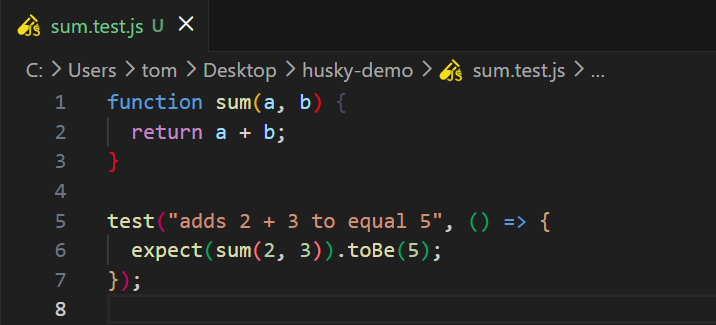 sum.test.js U
C: > Users > tom > Desktop > husky-demo > JS sum.test.js > ...
1 function sum(a, b) {
2   return a + b;
3 }
4
5 test("adds 2 + 3 to equal 5", () => {
6   expect(sum(2, 3)).toBe(5);
7 });
8